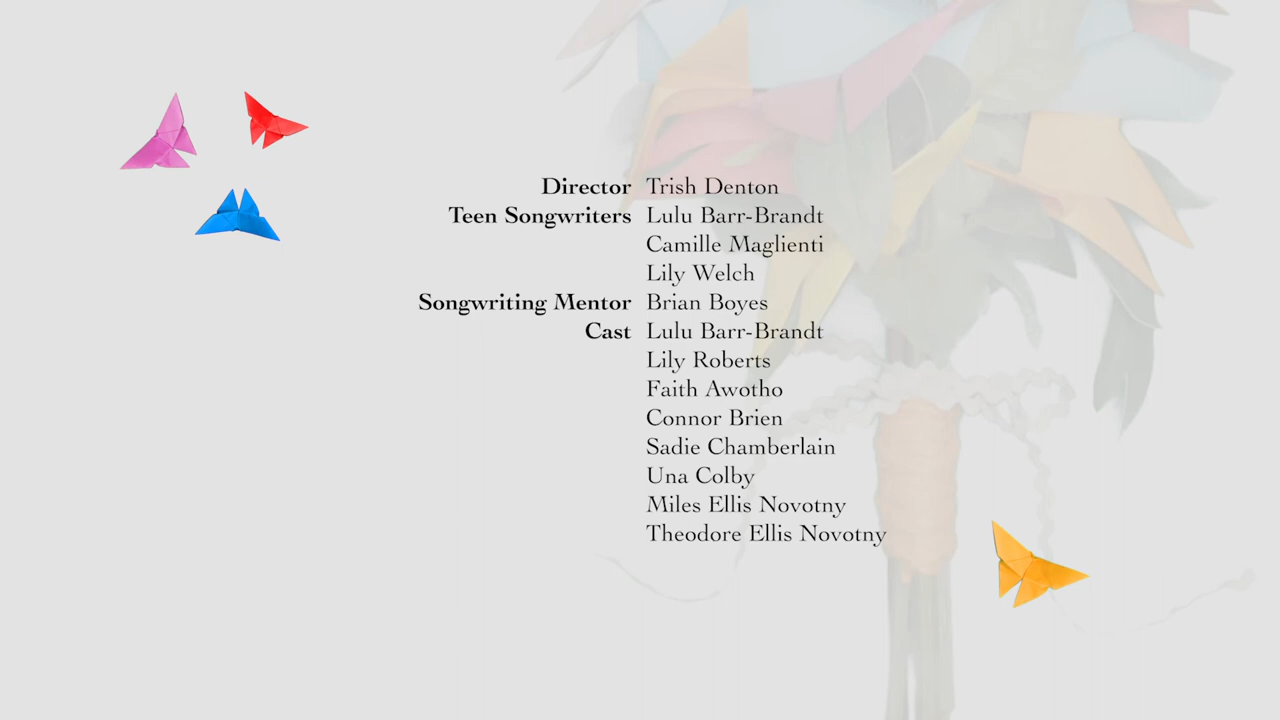 Director Trish Denton
Teen Songwriters Lulu Barr-Brandt
Camille Maglienti
Lily Welch
Songwriting Mentor Brian Boyes
Cast Lulu Barr-Brandt
Lily Roberts
Faith Awotho
Connor Brien
Sadie Chamberlain
Una Colby
Miles Ellis Novotny
Theodore Ellis Novotny